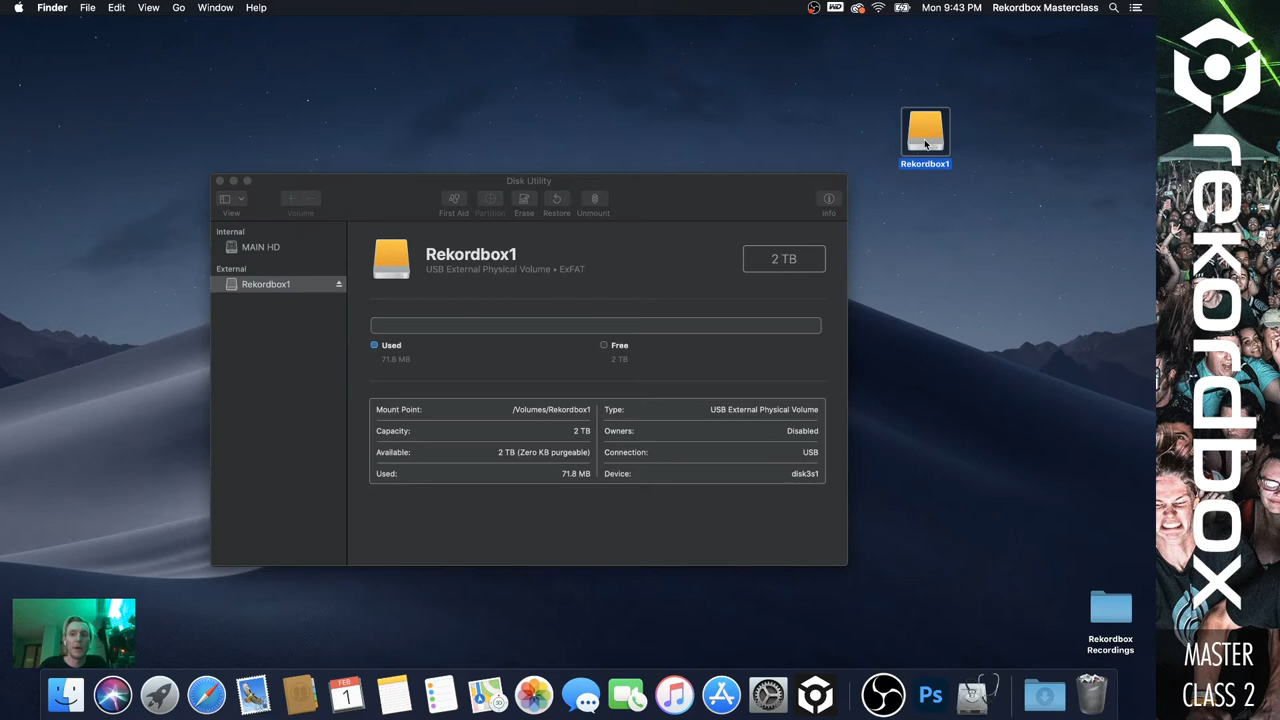 Finder File Edit View Go Window Help
Mon 9:43 PM Rekordbox Masterclass
Rekordbox1
Disk Utility
View
Volume
First Aid
Partition
Erase
Restore
Unmount
Info
Internal
MAIN HD
External
Rekordbox1
Rekordbox1
USB External Physical Volume • ExFAT
2 TB
Used
71.8 MB
Free
2 TB
Mount Point: /Volumes/Rekordbox1
Capacity: 2 TB
Available: 2 TB (Zero KB purgeable)
Used: 71.8 MB
Type: USB External Physical Volume
Owners: Disabled
Connection: USB
Device: disk3s1
Rekordbox
Recordings
FEB
1
Ps
rekordbox
MASTER
CLASS 2